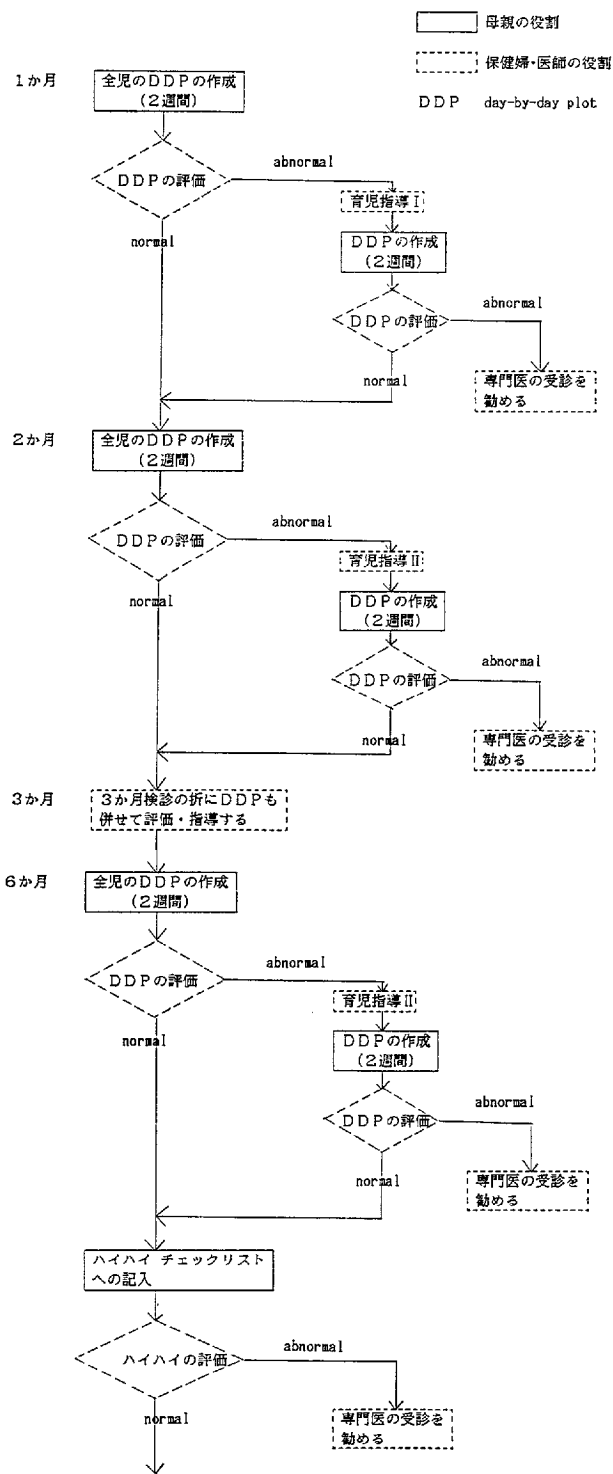 母親の役割
保健婦・医師の役割
DDP day-by-day plot
1か月
全児のDDPの作成
(2週間)
DDPの評価
abnormal
育児指導Ⅰ
normal
DDPの作成
(2週間)
DDPの評価
abnormal
normal
専門医の受診を
勧める
2か月
全児のDDPの作成
(2週間)
DDPの評価
abnormal
育児指導Ⅱ
normal
DDPの作成
(2週間)
DDPの評価
abnormal
normal
専門医の受診を
勧める
3か月
3か月検診の折にDDPも
併せて評価・指導する
6か月
全児のDDPの作成
(2週間)
DDPの評価
abnormal
育児指導Ⅱ
normal
DDPの作成
(2週間)
DDPの評価
abnormal
normal
専門医の受診を
勧める
ハイハイ チェックリスト
への記入
ハイハイの評価
abnormal
normal
専門医の受診を
勧める